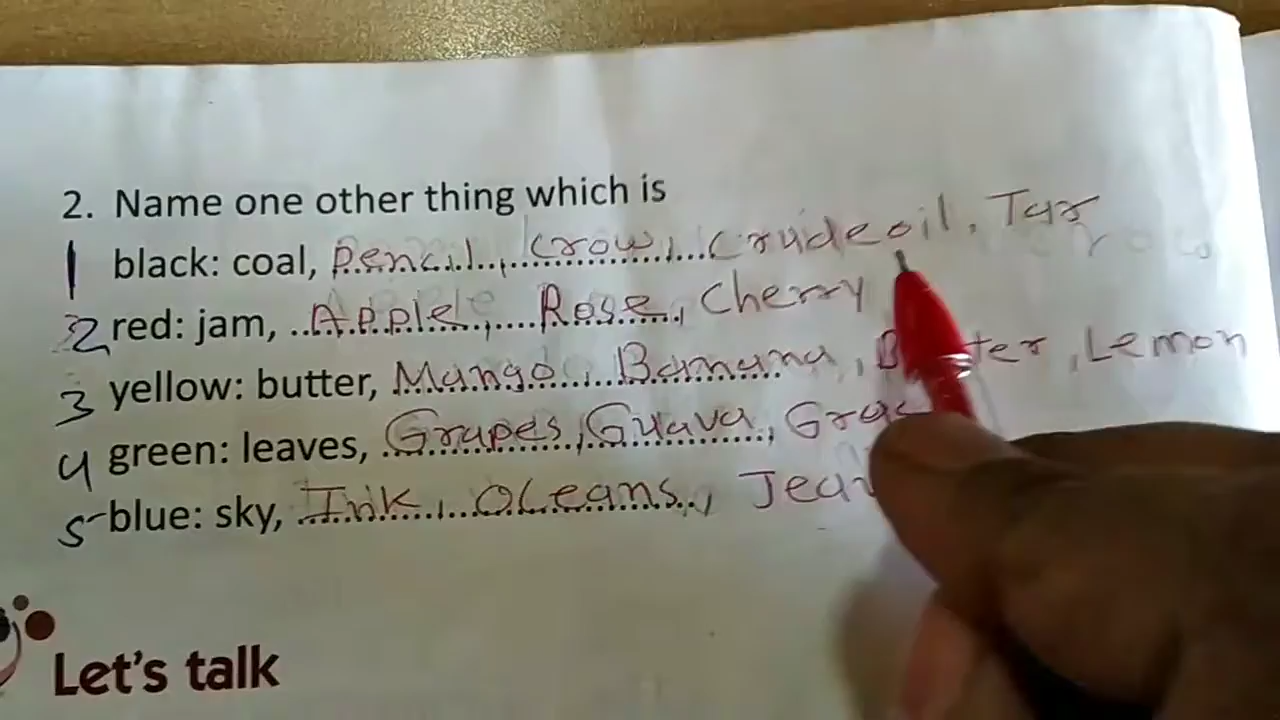 2. Name one other thing which is
1 black: coal, Pencil, Crow, Crude oil, Tar
2 red: jam, Apple, Rose, Cherry
3 yellow: butter, Mango, Banana, Lemon
4 green: leaves, Grapes, Guava,
5 blue: sky, Ink, Oceans,
Let's talk